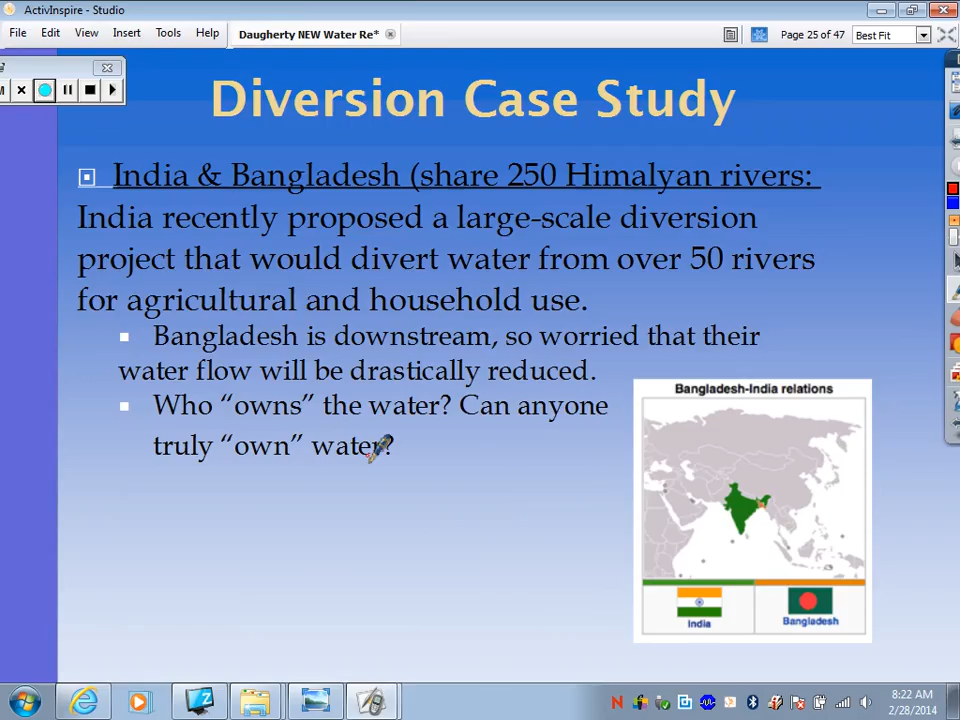 ActivInspire - Studio
File Edit View Insert Tools Help
Daugherty NEW Water Re*
Page 25 of 47
Best Fit
Diversion Case Study
India & Bangladesh (share 250 Himalyan rivers:
India recently proposed a large-scale diversion
project that would divert water from over 50 rivers
for agricultural and household use.
Bangladesh is downstream, so worried that their
water flow will be drastically reduced.
Who “owns” the water? Can anyone
truly “own” water?
Bangladesh-India relations
India
Bangladesh
8:22 AM
2/28/2014